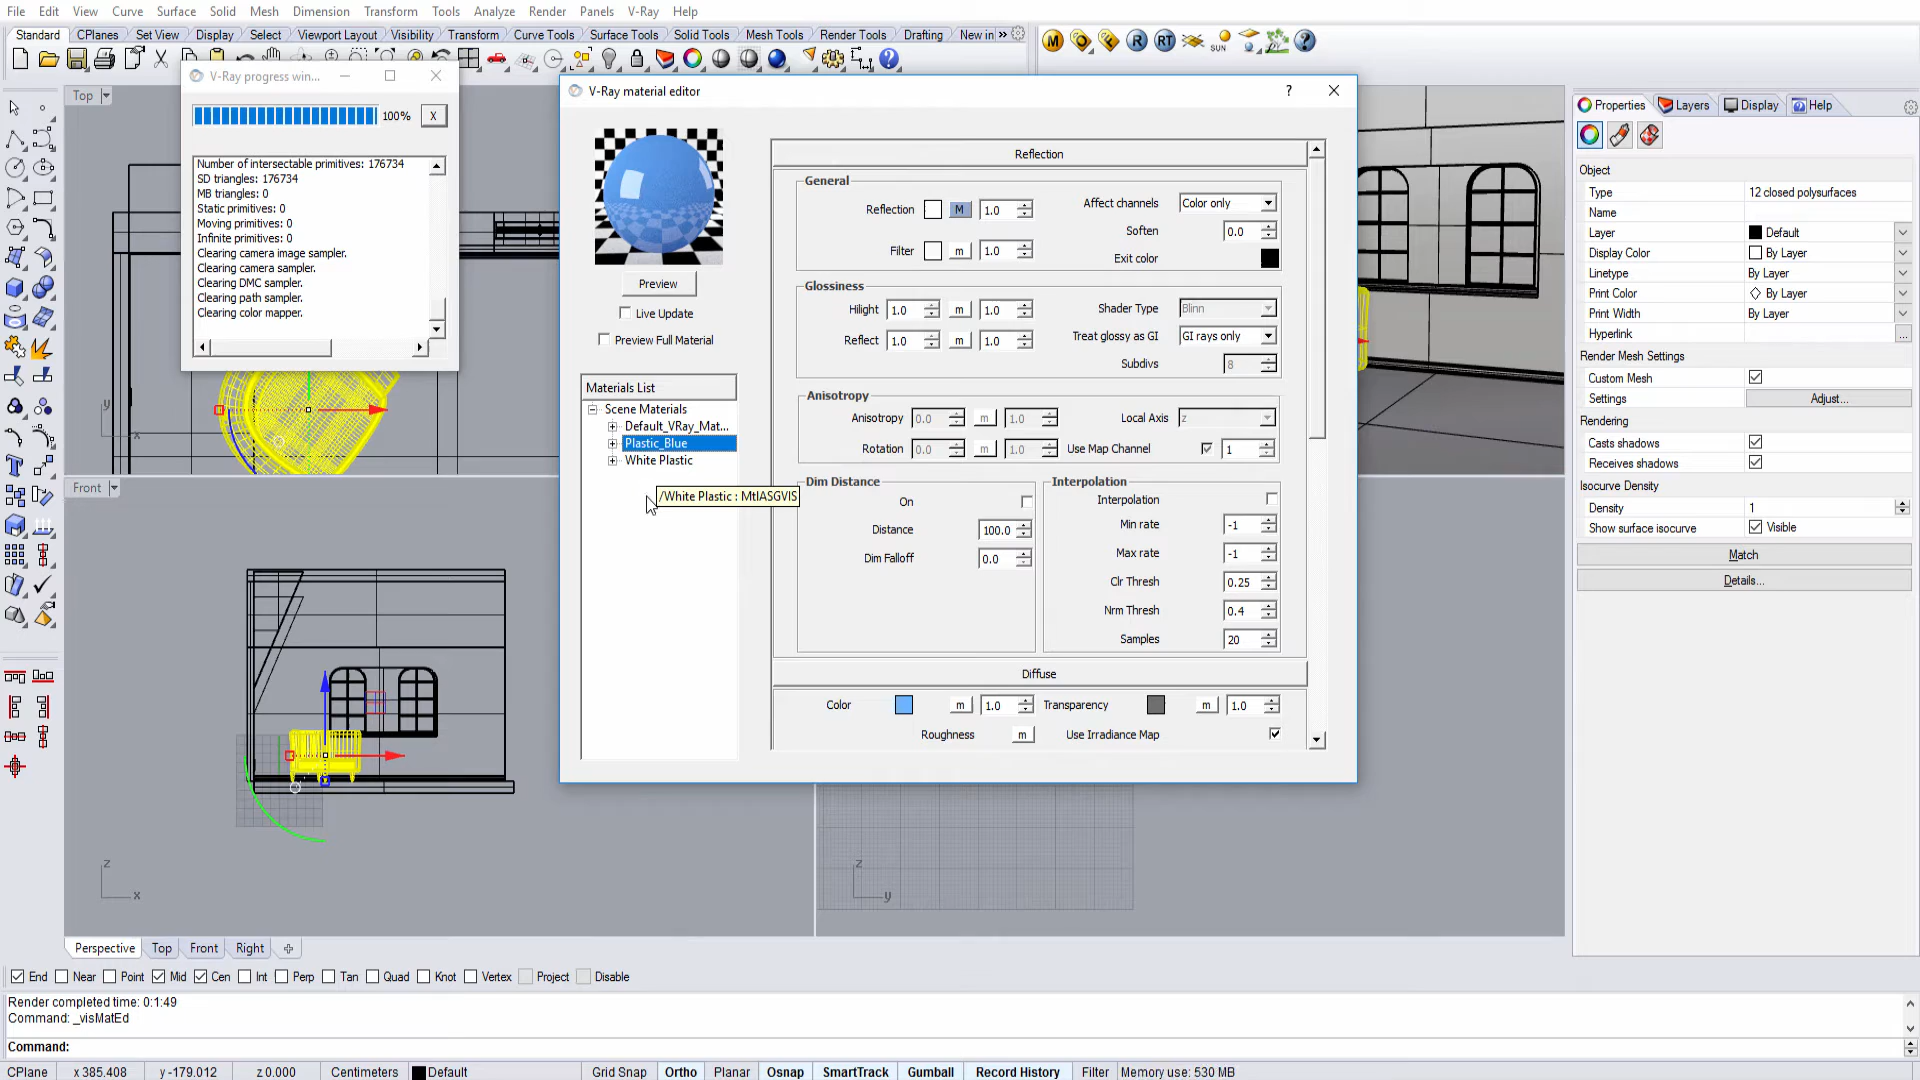 File Edit View Curve Surface Solid Mesh Dimension Transform Tools Analyze Render Panels V-Ray Help
Standard CPlanes Set View Display Select Viewport Layout Visibility Transform Curve Tools Surface Tools Solid Tools Mesh Tools Render Tools Drafting New in »
M R RT SUN ?
V-Ray progress win...
V-Ray material editor ?
Top
100% X
Number of intersectable primitives: 176734
SD triangles: 176734
MB triangles: 0
Static primitives: 0
Moving primitives: 0
Infinite primitives: 0
Clearing camera image sampler.
Clearing camera sampler.
Clearing DMC sampler.
Clearing path sampler.
Clearing color mapper.
y
x
Preview
Live Update
Preview Full Material
Materials List
Scene Materials
Default_VRay_Mat...
Plastic_Blue
White Plastic
/White Plastic : MtlASGVIS
Reflection
General
Reflection M 1.0 Affect channels Color only
Soften 0.0
Filter m 1.0 Exit color
Glossiness
Hilight 1.0 m 1.0 Shader Type Blinn
Reflect 1.0 m 1.0 Treat glossy as GI GI rays only
Subdivs 8
Anisotropy
Anisotropy 0.0 m 1.0 Local Axis z
Rotation 0.0 m 1.0 Use Map Channel 1
Dim Distance
On
Distance 100.0
Dim Falloff 0.0
Interpolation
Interpolation
Min rate -1
Max rate -1
Clr Thresh 0.25
Nrm Thresh 0.4
Samples 20
Diffuse
Color m 1.0 Transparency m 1.0
Roughness m Use Irradiance Map
Properties Layers Display Help
Object
Type 12 closed polysurfaces
Name
Layer Default
Display Color By Layer
Linetype By Layer
Print Color By Layer
Print Width By Layer
Hyperlink ...
Render Mesh Settings
Custom Mesh
Settings Adjust...
Rendering
Casts shadows
Receives shadows
Isocurve Density
Density 1
Show surface isocurve Visible
Match
Details...
Front
z
x
z
y
Perspective Top Front Right
End Near Point Mid Cen Int Perp Tan Quad Knot Vertex Project Disable
Render completed time: 0:1:49
Command: _visMatEd
Command:
CPlane x 385.408 y -179.012 z 0.000 Centimeters Default Grid Snap Ortho Planar Osnap SmartTrack Gumball Record History Filter Memory use: 530 MB